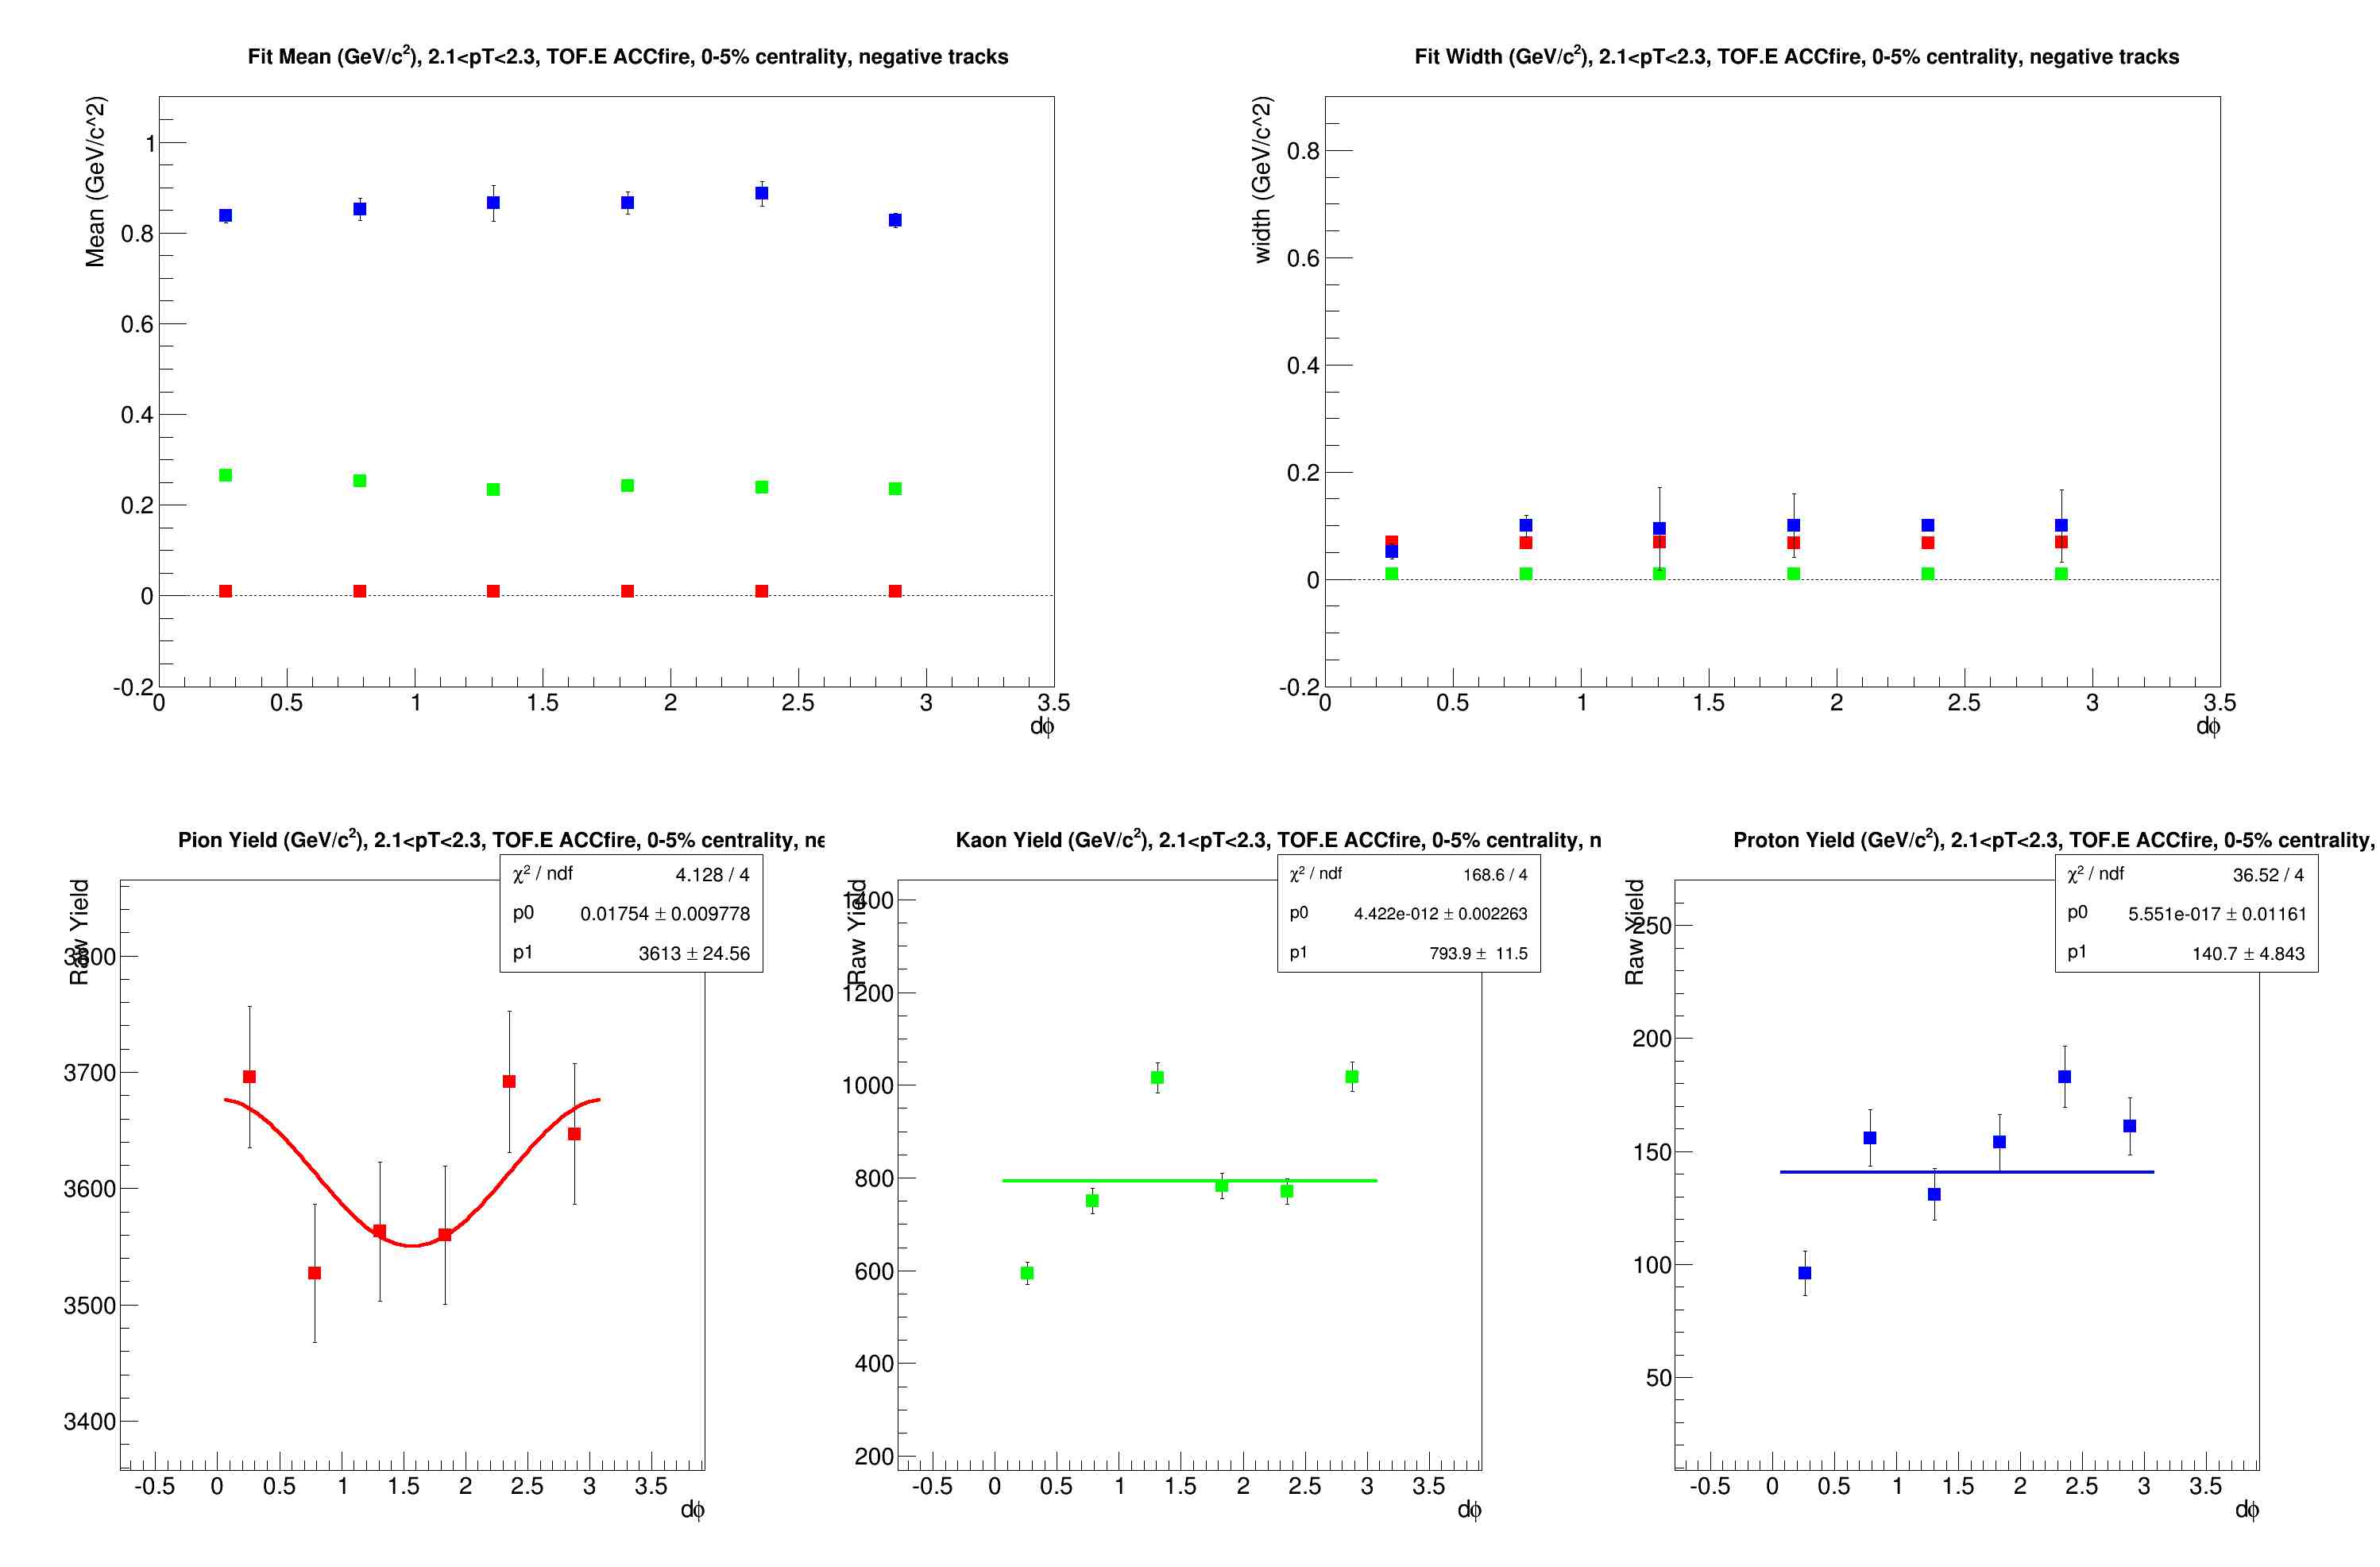 Fit Mean (GeV/c2), 2.1<pT<2.3, TOF.E ACCfire, 0-5% centrality, negative tracks
Mean (GeV/c^2)
1
0.8
0.6
0.4
0.2
0
-0.2
0 0.5 1 1.5 2 2.5 3 3.5
dϕ
Fit Width (GeV/c2), 2.1<pT<2.3, TOF.E ACCfire, 0-5% centrality, negative tracks
width (GeV/c^2)
0.8
0.6
0.4
0.2
0
-0.2
0 0.5 1 1.5 2 2.5 3 3.5
dϕ
Pion Yield (GeV/c2), 2.1<pT<2.3, TOF.E ACCfire, 0-5% centrality, ne
χ2 / ndf 4.128 / 4
p0 0.01754 ± 0.009778
p1 3613 ± 24.56
Raw Yield
3800
3700
3600
3500
3400
-0.5 0 0.5 1 1.5 2 2.5 3 3.5
dϕ
Kaon Yield (GeV/c2), 2.1<pT<2.3, TOF.E ACCfire, 0-5% centrality, n
χ2 / ndf 168.6 / 4
p0 4.422e-012 ± 0.002263
p1 793.9 ± 11.5
Raw Yield
1400
1200
1000
800
600
400
200
-0.5 0 0.5 1 1.5 2 2.5 3 3.5
dϕ
Proton Yield (GeV/c2), 2.1<pT<2.3, TOF.E ACCfire, 0-5% centrality,
χ2 / ndf 36.52 / 4
p0 5.551e-017 ± 0.01161
p1 140.7 ± 4.843
Raw Yield
250
200
150
100
50
-0.5 0 0.5 1 1.5 2 2.5 3 3.5
dϕ